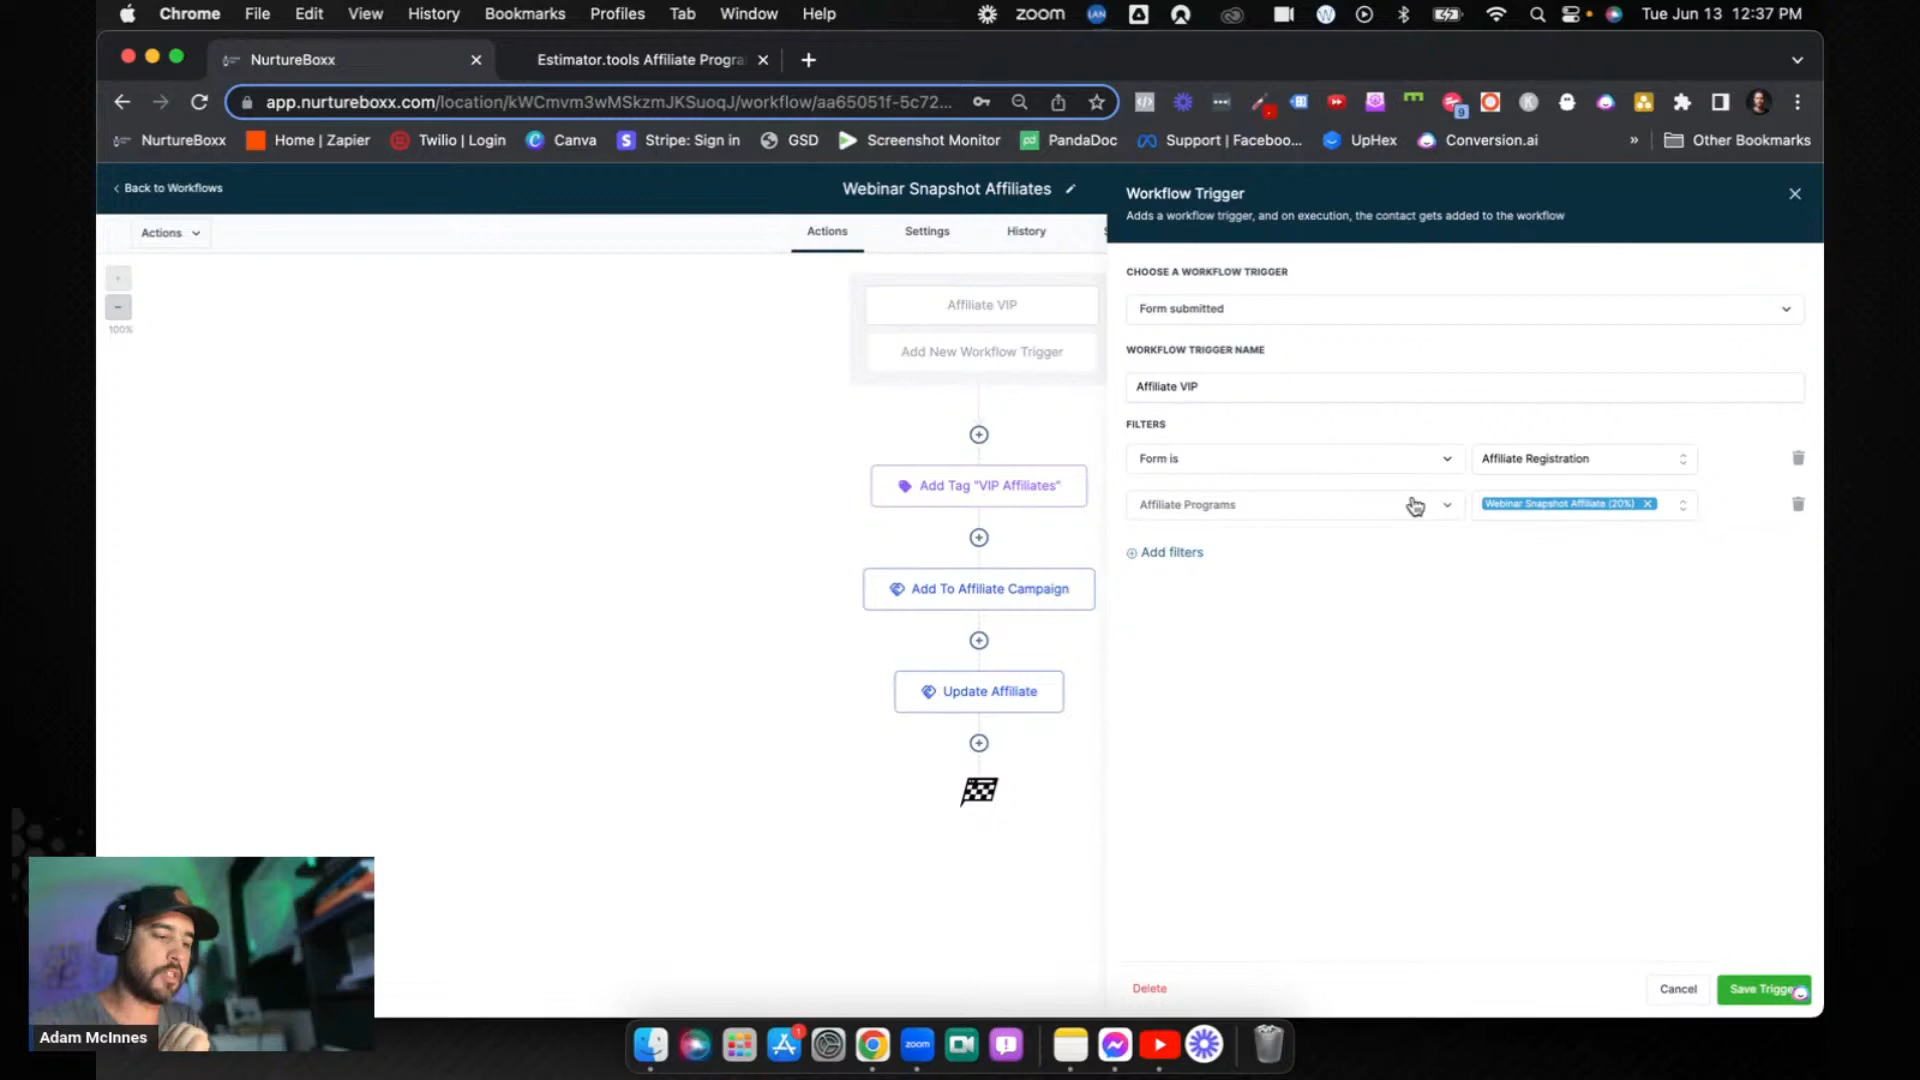 Chrome File Edit View History Bookmarks Profiles Tab Window Help zoom Tue Jun 13 12:37 PM
NurtureBoxx Estimator.tools Affiliate Progra
app.nurtureboxx.com/location/kWCmvm3wMSkzmJKSuoqJ/workflow/aa65051f-5c72...
NurtureBoxx Home | Zapier Twilio | Login Canva Stripe: Sign in GSD Screenshot Monitor PandaDoc Support | Faceboo... UpHex Conversion.ai » Other Bookmarks
Back to Workflows
Webinar Snapshot Affiliates
Actions
Actions Settings History
100%
Affiliate VIP
Add New Workflow Trigger
Add Tag "VIP Affiliates"
Add To Affiliate Campaign
Update Affiliate
Workflow Trigger
Adds a workflow trigger, and on execution, the contact gets added to the workflow
CHOOSE A WORKFLOW TRIGGER
Form submitted
WORKFLOW TRIGGER NAME
Affiliate VIP
FILTERS
Form is Affiliate Registration
Affiliate Programs Webinar Snapshot Affiliate (20%)
Add filters
Delete Cancel Save Trigge
Adam McInnes
zoom